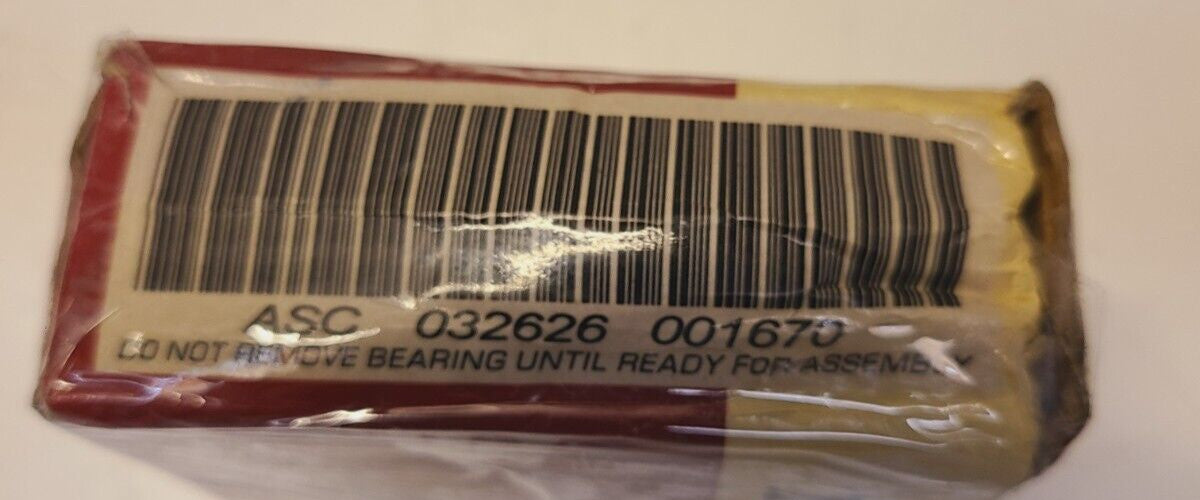 ASC 032626 001670
DO NOT REMOVE BEARING UNTIL READY FOR ASSEMBLY